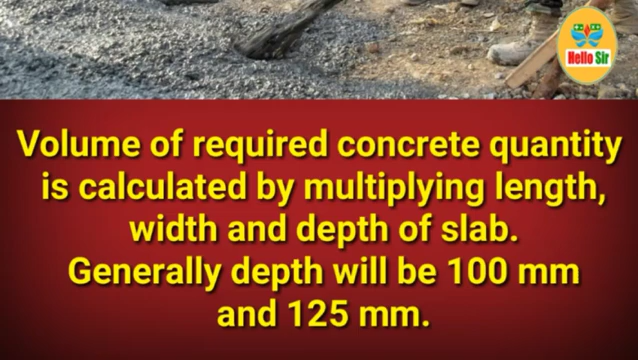 Hello Sir
Volume of required concrete quantity
is calculated by multiplying length,
width and depth of slab.
Generally depth will be 100 mm
and 125 mm.